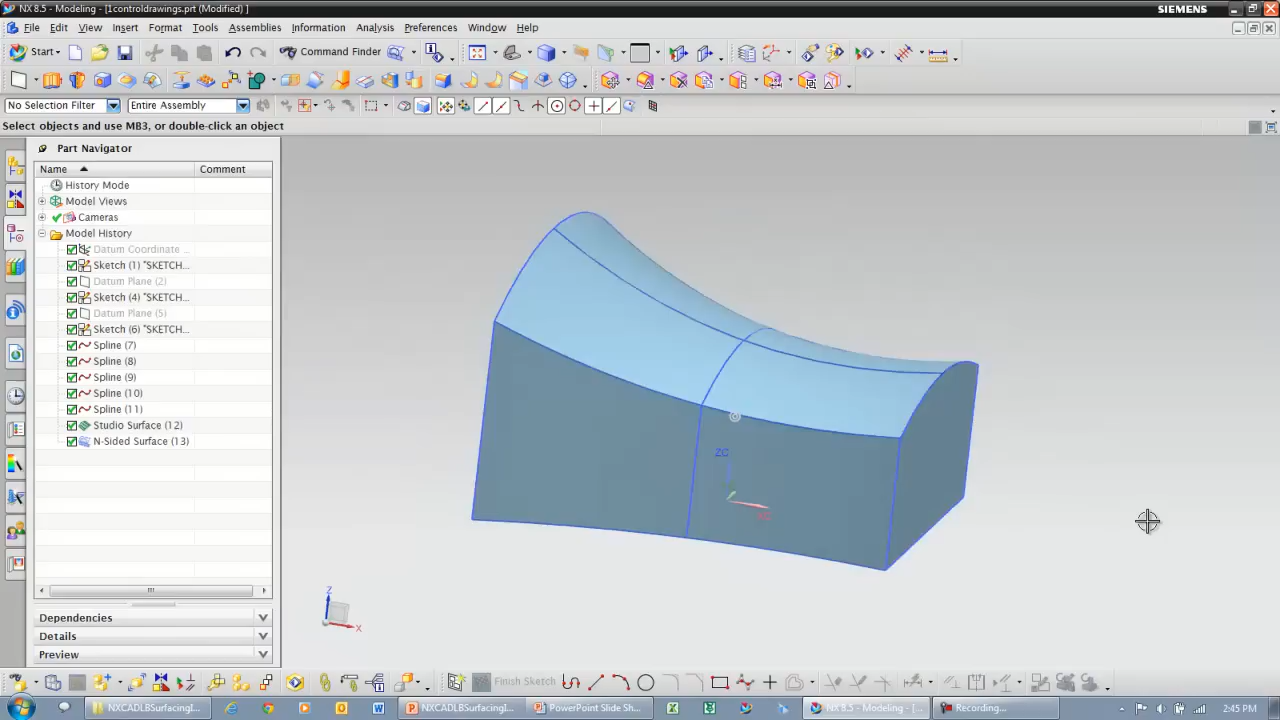 NX 8.5 - Modeling - [1controldrawings.prt (Modified) ]
SIEMENS
File Edit View Insert Format Tools Assemblies Information Analysis Preferences Window Help
Start Command Finder
No Selection Filter Entire Assembly
Select objects and use MB3, or double-click an object
Part Navigator
Name Comment
History Mode
Model Views
Cameras
Model History
Datum Coordinate ...
Sketch (1) "SKETCH...
Datum Plane (2)
Sketch (4) "SKETCH...
Datum Plane (5)
Sketch (6) "SKETCH...
Spline (7)
Spline (8)
Spline (9)
Spline (10)
Spline (11)
Studio Surface (12)
N-Sided Surface (13)
ZC
XC
Z
X
Dependencies
Details
Preview
Finish Sketch
NXCADLBSurfacingI... NXCADLBSurfacingI... PowerPoint Slide Sh... NX 8.5 - Modeling - [... Recording... 2:45 PM